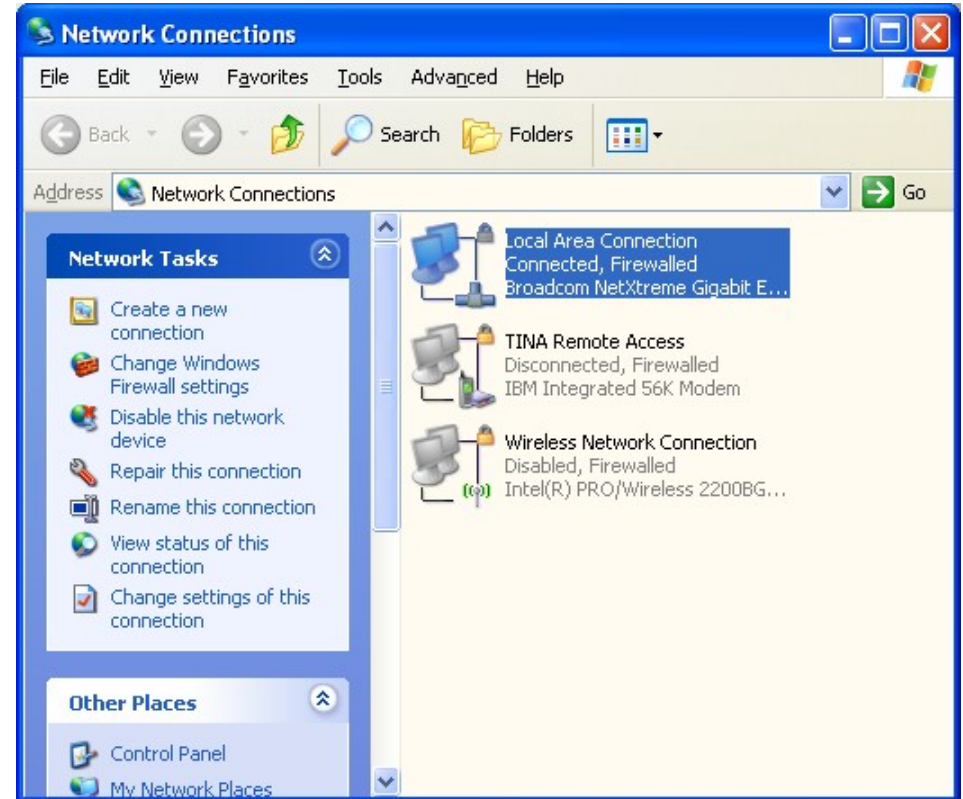 Network Connections
File Edit View Favorites Tools Advanced Help
Back Search Folders
Address Network Connections Go
Network Tasks
Create a new
connection
Change Windows
Firewall settings
Disable this network
device
Repair this connection
Rename this connection
View status of this
connection
Change settings of this
connection
Other Places
Control Panel
My Network Places
Local Area Connection
Connected, Firewalled
Broadcom NetXtreme Gigabit E...
TINA Remote Access
Disconnected, Firewalled
IBM Integrated 56K Modem
Wireless Network Connection
Disabled, Firewalled
Intel(R) PRO/Wireless 2200BG...